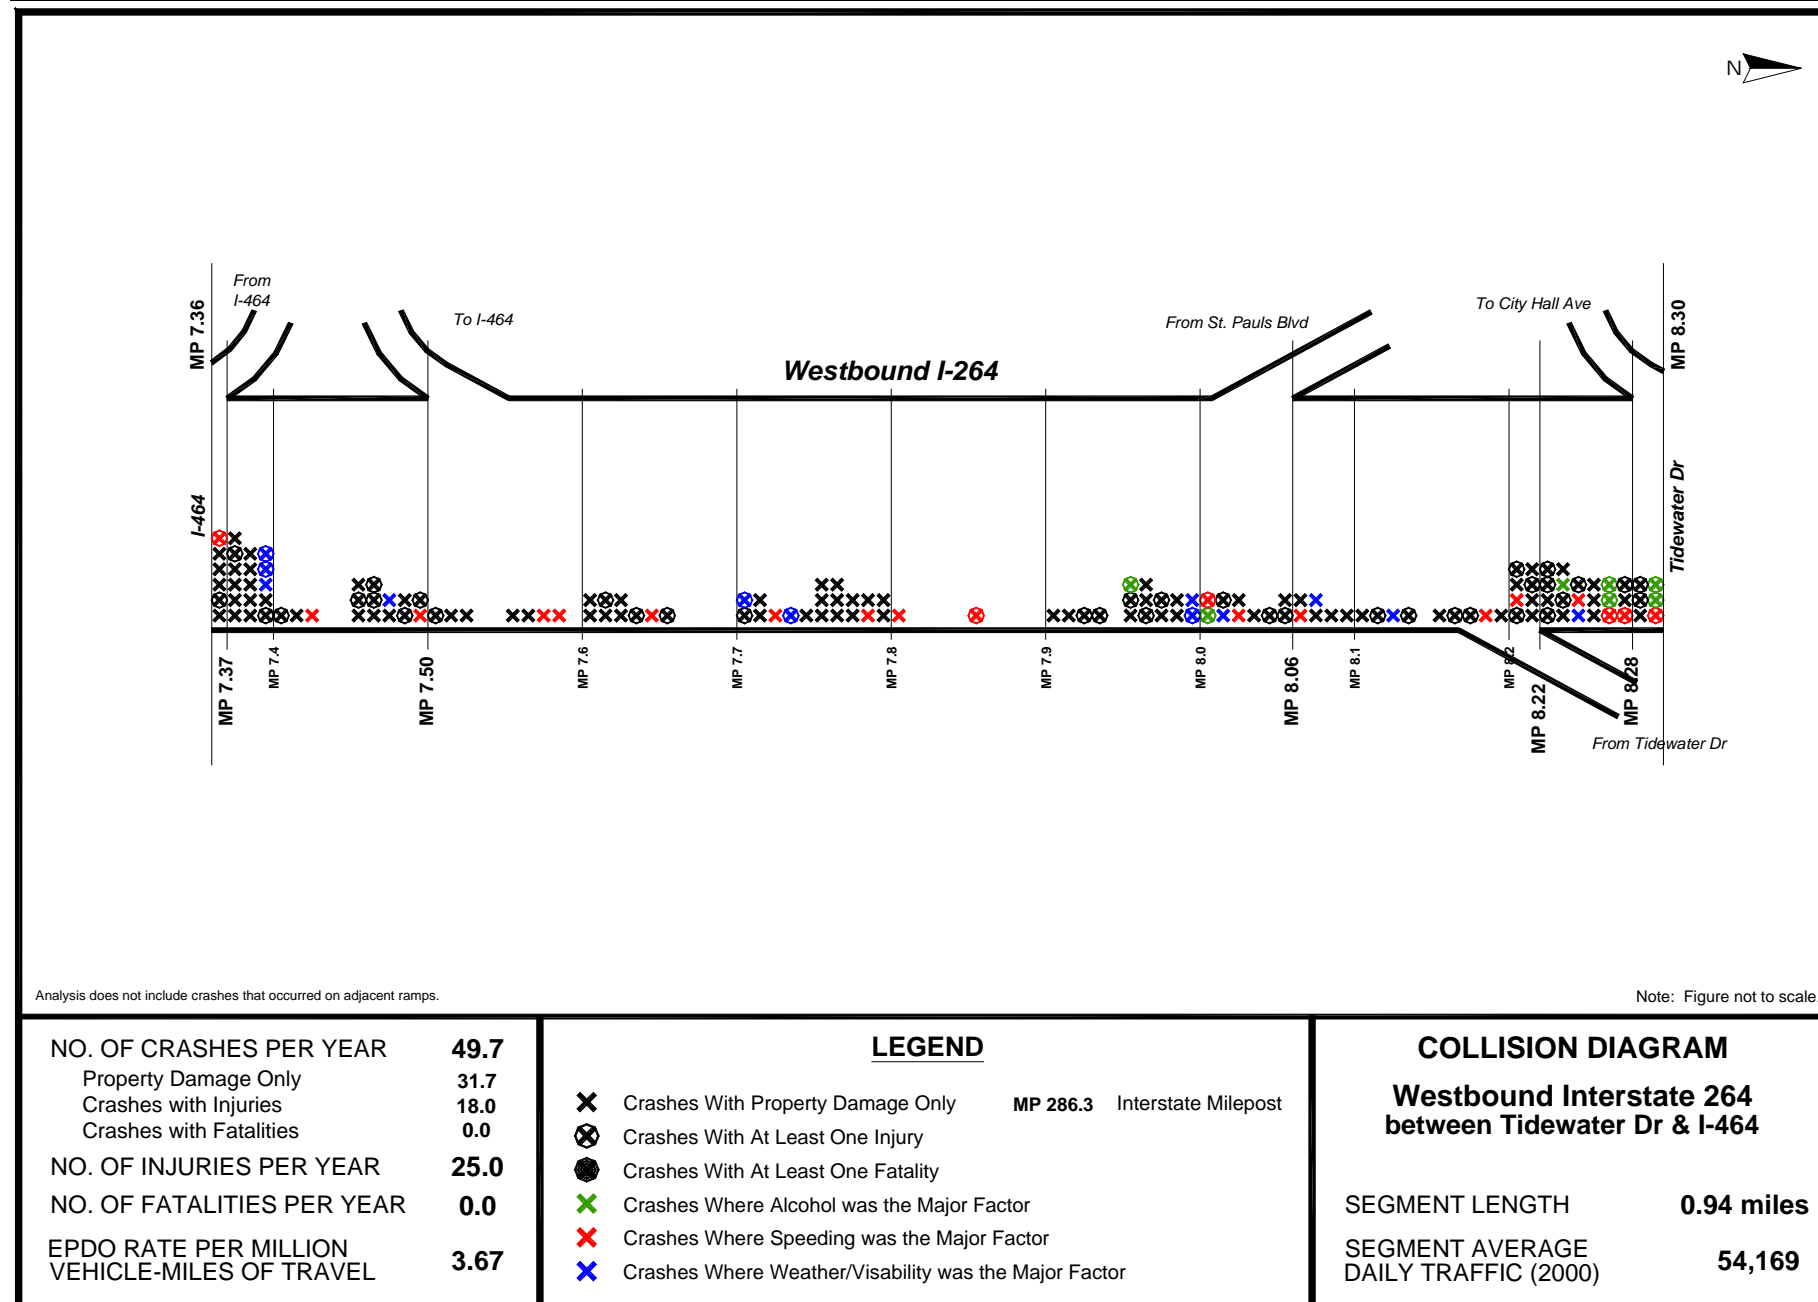 N
From
I-464
To I-464
From St. Pauls Blvd
To City Hall Ave
MP 7.36
MP 8.30
Westbound I-264
I-464
Tidewater Dr
MP 7.37
MP 7.4
MP 7.50
MP 7.6
MP 7.7
MP 7.8
MP 7.9
MP 8.0
MP 8.06
MP 8.1
MP 8.2
MP 8.22
MP 8.28
From Tidewater Dr
Analysis does not include crashes that occurred on adjacent ramps.
Note: Figure not to scale.
NO. OF CRASHES PER YEAR 49.7
Property Damage Only 31.7
Crashes with Injuries 18.0
Crashes with Fatalities 0.0
NO. OF INJURIES PER YEAR 25.0
NO. OF FATALITIES PER YEAR 0.0
EPDO RATE PER MILLION
VEHICLE-MILES OF TRAVEL 3.67
LEGEND
Crashes With Property Damage Only MP 286.3 Interstate Milepost
Crashes With At Least One Injury
Crashes With At Least One Fatality
Crashes Where Alcohol was the Major Factor
Crashes Where Speeding was the Major Factor
Crashes Where Weather/Visability was the Major Factor
COLLISION DIAGRAM
Westbound Interstate 264
between Tidewater Dr & I-464
SEGMENT LENGTH 0.94 miles
SEGMENT AVERAGE
DAILY TRAFFIC (2000) 54,169